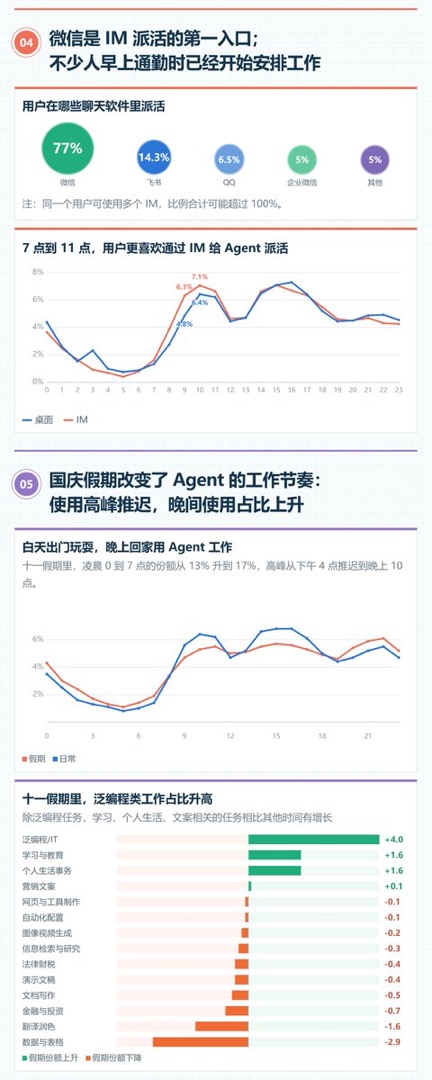 04
微信是 IM 派活的第一入口；
不少人早上通勤时已经开始安排工作
用户在哪些聊天软件里派活
77%
14.3%
6.5%
5%
5%
微信
飞书
QQ
企业微信
其他
注：同一个用户可使用多个 IM，比例合计可能超过 100%。
7 点到 11 点，用户更喜欢通过 IM 给 Agent 派活
8%
7.1%
6.3%
6%
6.4%
4.8%
4%
2%
0%
0 1 2 3 4 5 6 7 8 9 10 11 12 13 14 15 16 17 18 19 20 21 22 23
桌面 IM
05
国庆假期改变了 Agent 的工作节奏：
使用高峰推迟，晚间使用占比上升
白天出门玩耍，晚上回家用 Agent 工作
十一假期里，凌晨 0 到 7 点的份额从 13% 升到 17%，高峰从下午 4 点推迟到晚上 10
点。
6%
4%
2%
0 3 6 9 12 15 18 21
假期 日常
十一假期里，泛编程类工作占比升高
除泛编程任务，学习、个人生活、文案相关的任务相比其他时间有增长
泛编程/IT +4.0
学习与教育 +1.6
个人生活事务 +1.6
营销文案 +0.1
网页与工具制作 -0.1
自动化配置 -0.1
图像视频生成 -0.2
信息检索与研究 -0.3
法律财税 -0.4
演示文稿 -0.4
文档写作 -0.5
金融与投资 -0.7
翻译润色 -1.6
数据与表格 -2.9
假期份额上升 假期份额下降